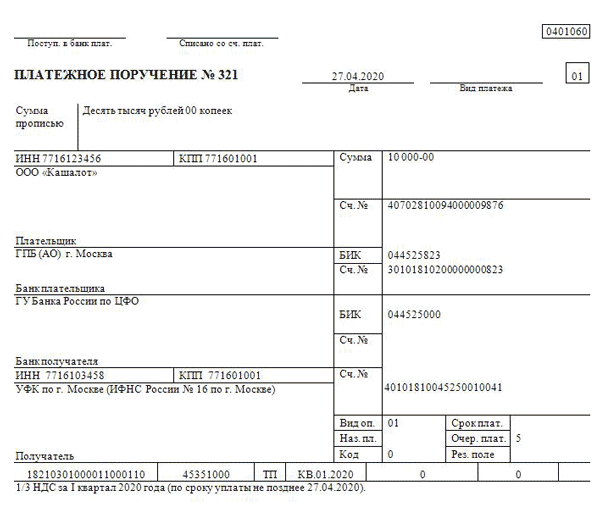 0401060
Поступ. в банк плат. Списано со сч. плат.
ПЛАТЕЖНОЕ ПОРУЧЕНИЕ № 321 27.04.2020 01
Дата Вид платежа
Сумма прописью Десять тысяч рублей 00 копеек
ИНН 7716123456 КПП 771601001 Сумма 10 000-00
ООО «Кашалот»
Сч. № 40702810094000009876
Плательщик
ГПБ (АО) г. Москва БИК 044525823
Сч. № 30101810200000000823
Банк плательщика
ГУ Банка России по ЦФО БИК 044525000
Сч. №
Банк получателя
ИНН 7716103458 КПП 771601001 Сч. № 40101810045250010041
УФК по г. Москве (ИФНС России № 16 по г. Москве)
Вид оп. 01 Срок плат.
Наз. пл. Очер. плат. 5
Получатель Код 0 Рез. поле
18210301000011000110 45351000 ТП КВ.01.2020 0 0
1/3 НДС за I квартал 2020 года (по сроку уплаты не позднее 27.04.2020).